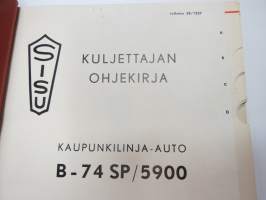 SISU
KULJETTAJAN
OHJEKIRJA
KAUPUNKILINJA-AUTO
B-74 SP/5900